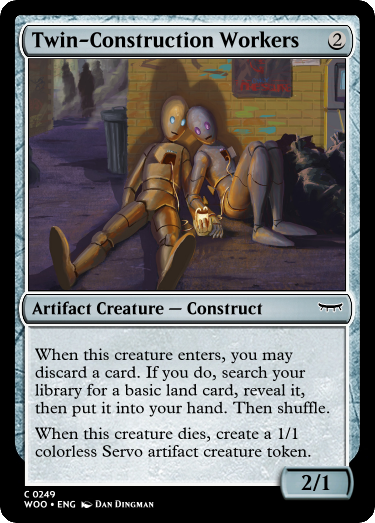 Twin-Construction Workers 2
Artifact Creature — Construct
When this creature enters, you may
discard a card. If you do, search your
library for a basic land card, reveal it,
then put it into your hand. Then shuffle.
When this creature dies, create a 1/1
colorless Servo artifact creature token.
2/1
C 0249
WOO • ENG DAN DINGMAN